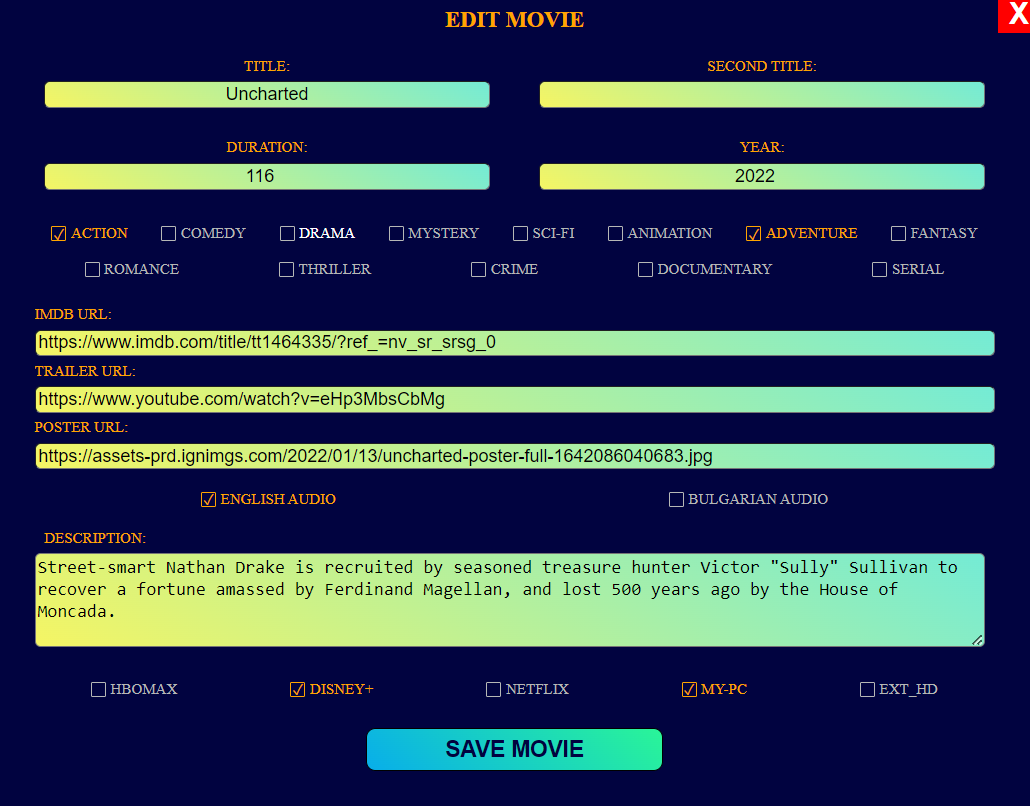 EDIT MOVIE
X
TITLE: SECOND TITLE:
Uncharted
DURATION: YEAR:
116 2022
ACTION COMEDY DRAMA MYSTERY SCI-FI ANIMATION ADVENTURE FANTASY
ROMANCE THRILLER CRIME DOCUMENTARY SERIAL
IMDB URL:
https://www.imdb.com/title/tt1464335/?ref_=nv_sr_srsg_0
TRAILER URL:
https://www.youtube.com/watch?v=eHp3MbsCbMg
POSTER URL:
https://assets-prd.ignimgs.com/2022/01/13/uncharted-poster-full-1642086040683.jpg
ENGLISH AUDIO BULGARIAN AUDIO
DESCRIPTION:
Street-smart Nathan Drake is recruited by seasoned treasure hunter Victor "Sully" Sullivan to
recover a fortune amassed by Ferdinand Magellan, and lost 500 years ago by the House of
Moncada.
HBOMAX DISNEY+ NETFLIX MY-PC EXT_HD
SAVE MOVIE